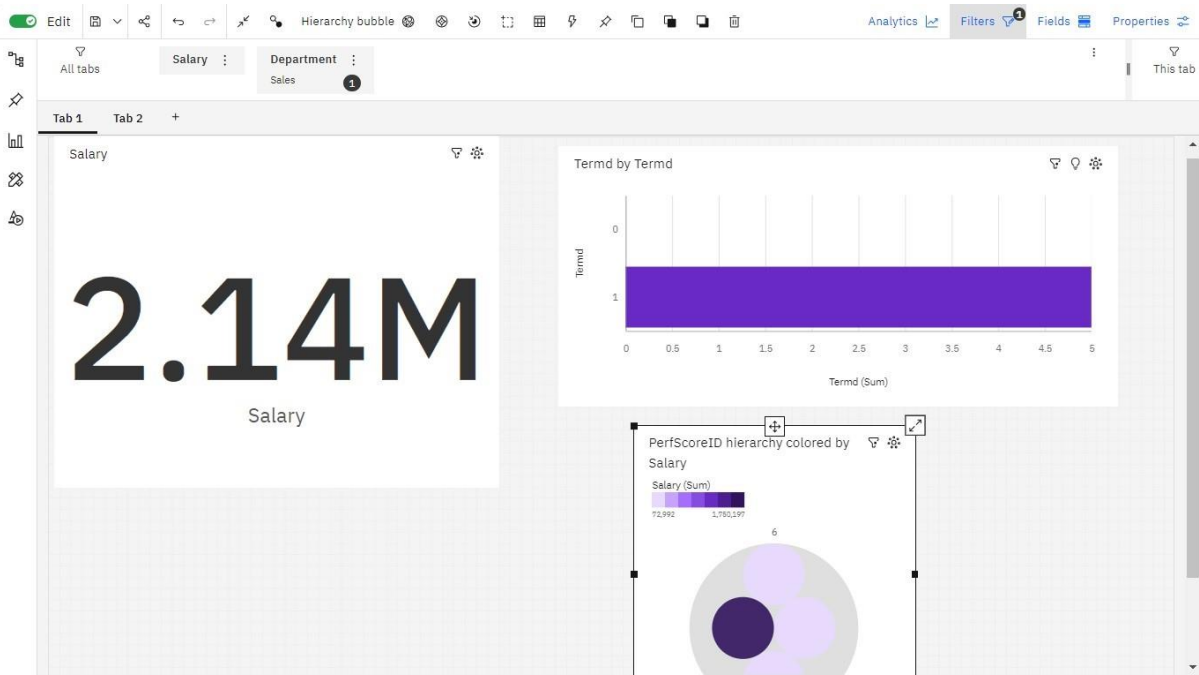 Edit
Hierarchy bubble
Analytics
Filters
1
Fields
Properties
All tabs
Salary
Department
Sales
1
This tab
Tab 1
Tab 2
+
Salary
2.14M
Salary
Termd by Termd
Termd
0
1
0 0.5 1 1.5 2 2.5 3 3.5 4 4.5 5
Termd (Sum)
PerfScoreID hierarchy colored by
Salary
Salary (Sum)
72,992 1,750,197
6